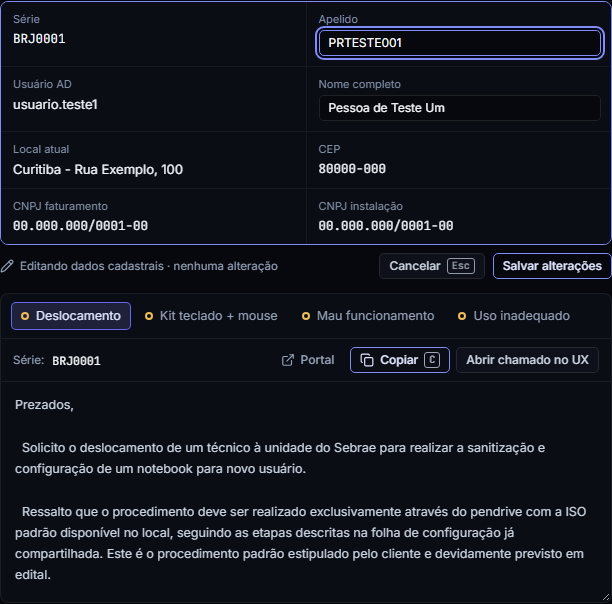 Série
Apelido
BRJ0001
PRTESTE001
Usuário AD
Nome completo
usuario.teste1
Pessoa de Teste Um
Local atual
CEP
Curitiba - Rua Exemplo, 100
80000-000
CNPJ faturamento
CNPJ instalação
00.000.000/0001-00
00.000.000/0001-00
Editando dados cadastrais · nenhuma alteração
Cancelar Esc
Salvar alterações
Deslocamento
Kit teclado + mouse
Mau funcionamento
Uso inadequado
Série: BRJ0001
Portal
Copiar C
Abrir chamado no UX
Prezados,
Solicito o deslocamento de um técnico à unidade do Sebrae para realizar a sanitização e
configuração de um notebook para novo usuário.
Ressalto que o procedimento deve ser realizado exclusivamente através do pendrive com a ISO
padrão disponível no local, seguindo as etapas descritas na folha de configuração já
compartilhada. Este é o procedimento padrão estipulado pelo cliente e devidamente previsto em
edital.